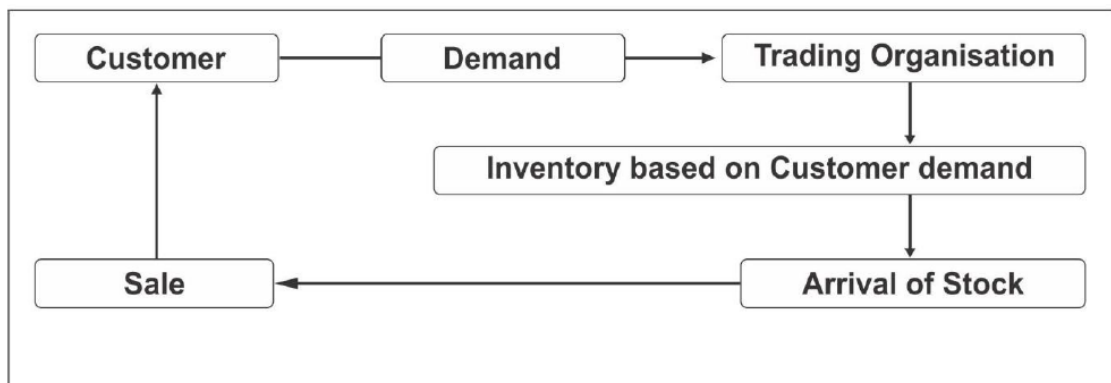 Customer
Demand
Trading Organisation
Inventory based on Customer demand
Sale
Arrival of Stock